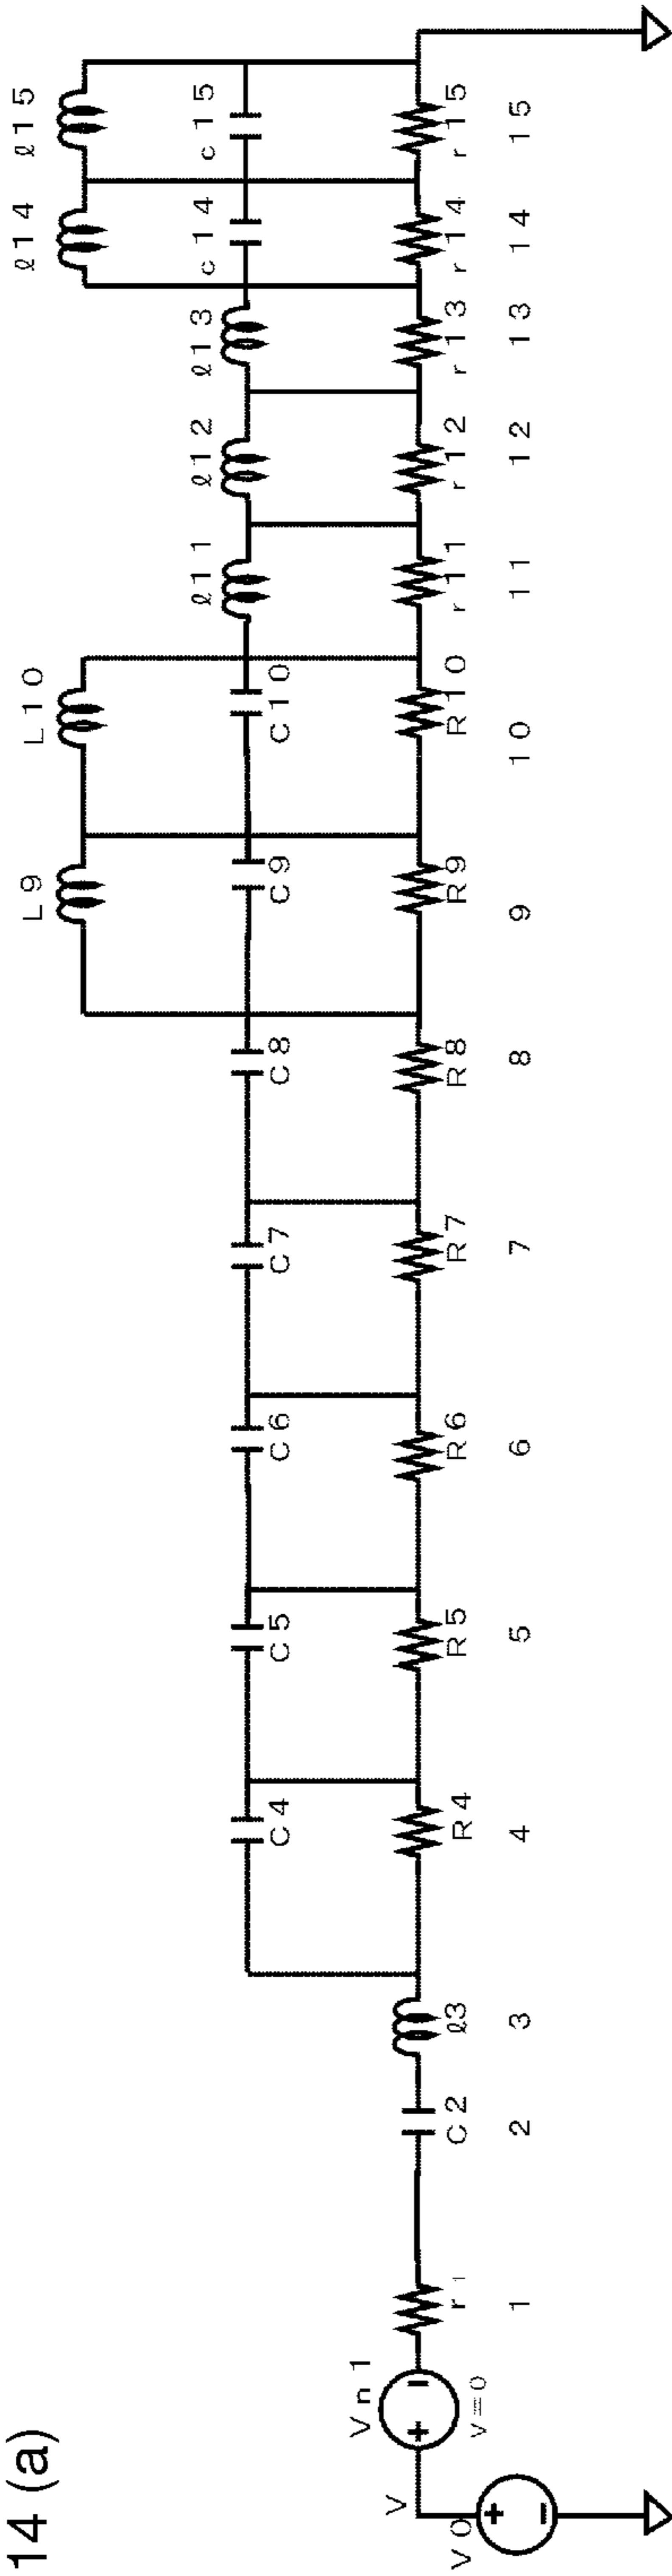 14 (a)
L9 L10 ℓ14 ℓ15
ℓ11 ℓ12 ℓ13
C4 C5 C6 C7 C8 C9 C10 c14 c15
V Vn1
V0 V=0
r1 C2 ℓ3 R4 R5 R6 R7 R8 R9 R10 r11 r12 r13 r14 r15
1 2 3 4 5 6 7 8 9 10 11 12 13 14 15
+ −
+ −